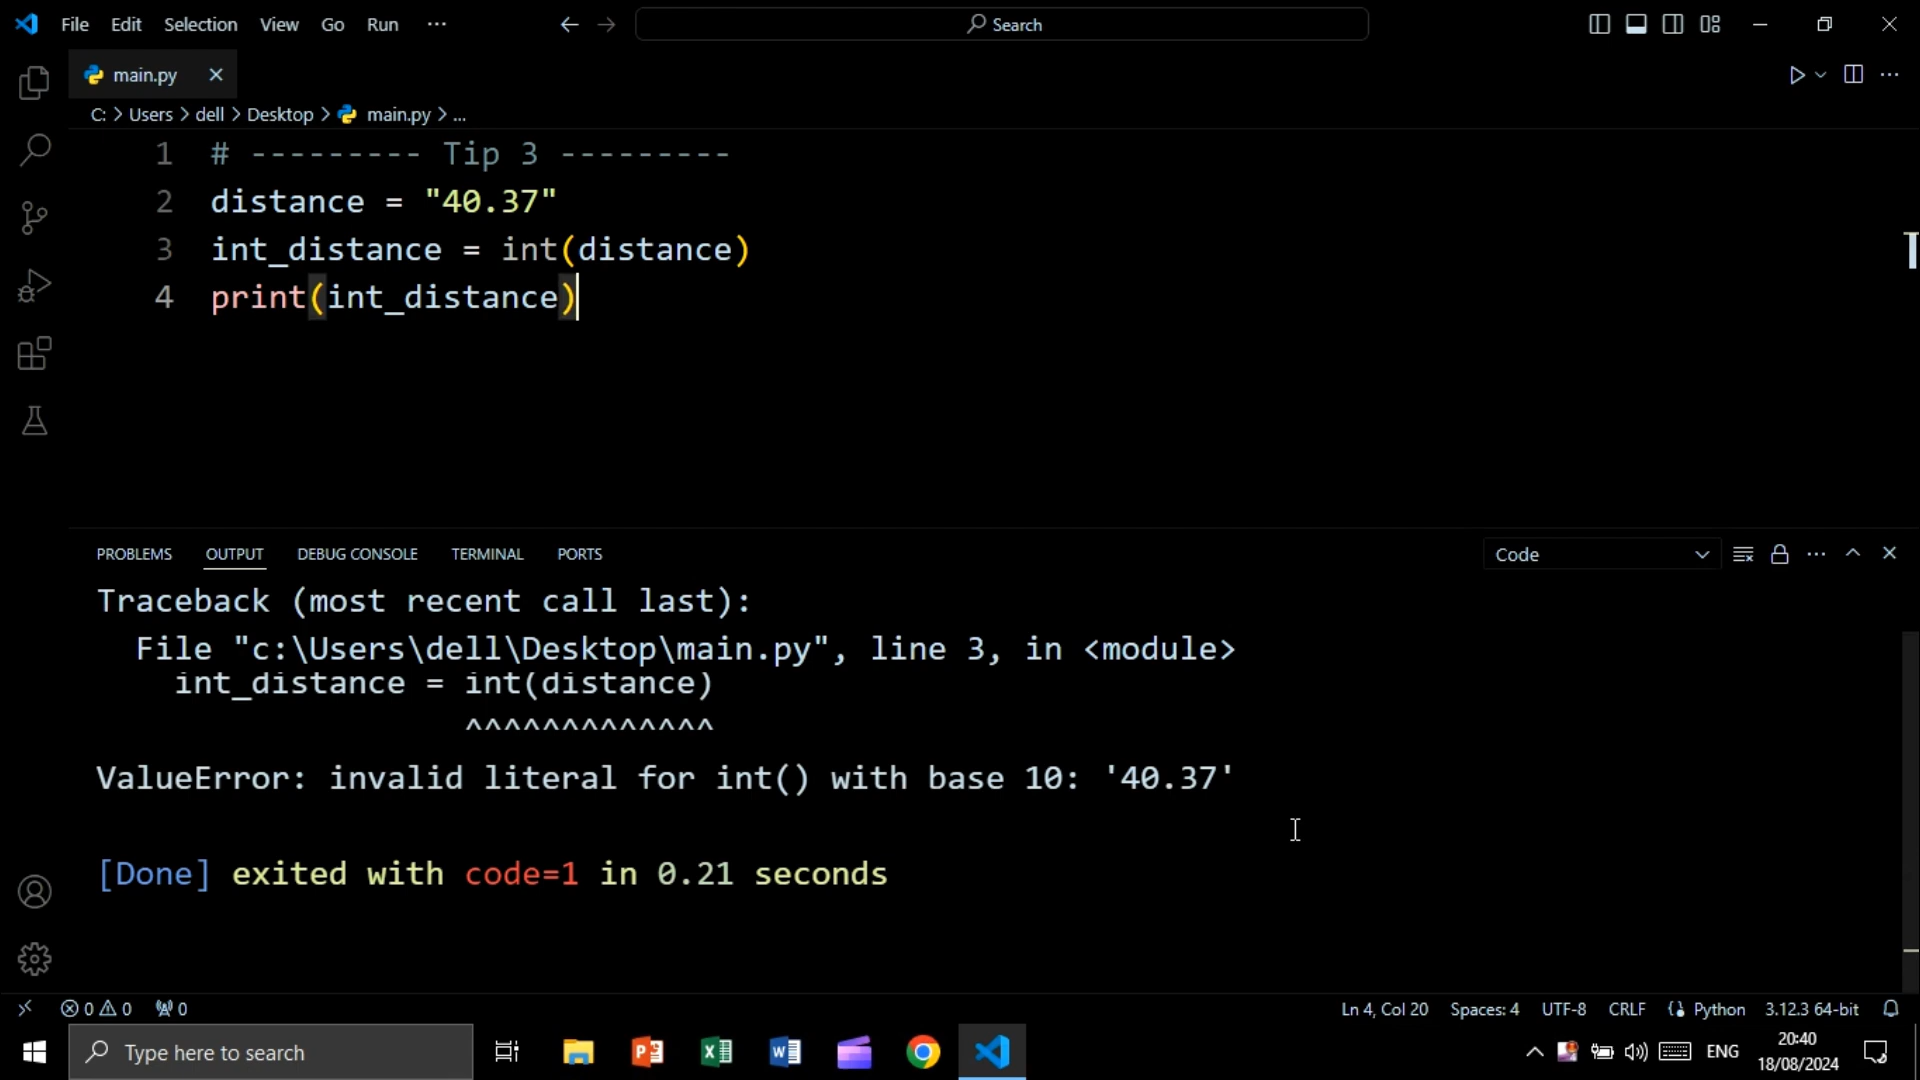 File Edit Selection View Go Run ··· Search
main.py
C: > Users > dell > Desktop > main.py > ...
1 # --------- Tip 3 ---------
2 distance = "40.37"
3 int_distance = int(distance)
4 print(int_distance)
PROBLEMS OUTPUT DEBUG CONSOLE TERMINAL PORTS Code
Traceback (most recent call last):
File "c:\Users\dell\Desktop\main.py", line 3, in <module>
int_distance = int(distance)
^^^^^^^^^^^^^
ValueError: invalid literal for int() with base 10: '40.37'
[Done] exited with code=1 in 0.21 seconds
0 0 0 Ln 4, Col 20 Spaces: 4 UTF-8 CRLF Python 3.12.3 64-bit
Type here to search ENG 20:40
18/08/2024